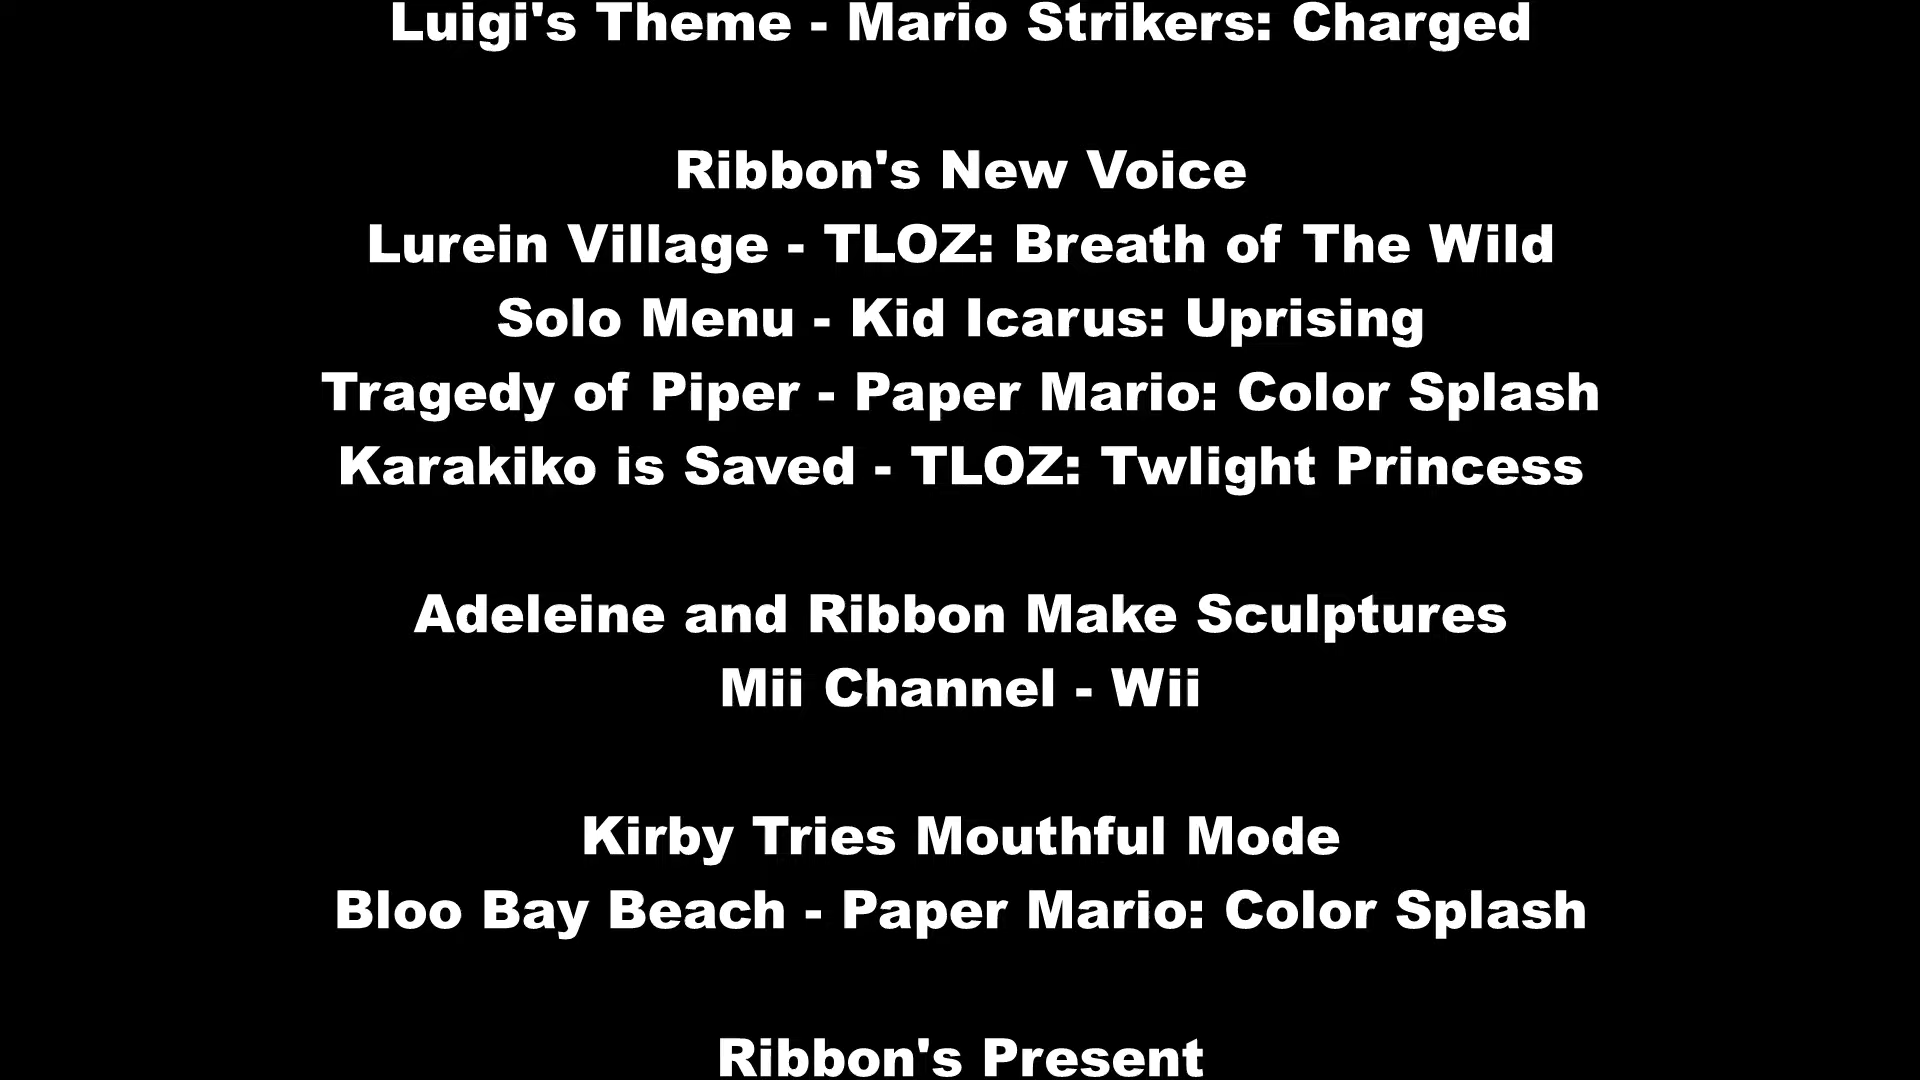 Luigi's Theme - Mario Strikers: Charged
Ribbon's New Voice
Lurein Village - TLOZ: Breath of The Wild
Solo Menu - Kid Icarus: Uprising
Tragedy of Piper - Paper Mario: Color Splash
Karakiko is Saved - TLOZ: Twlight Princess
Adeleine and Ribbon Make Sculptures
Mii Channel - Wii
Kirby Tries Mouthful Mode
Bloo Bay Beach - Paper Mario: Color Splash
Ribbon's Present